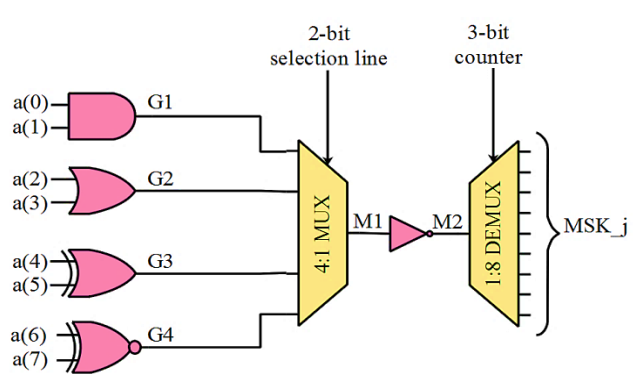 2-bit
selection line
3-bit
counter
a(0)
a(1)
G1
a(2)
a(3)
G2
a(4)
a(5)
G3
a(6)
a(7)
G4
4:1 MUX
M1
M2
1:8 DEMUX
MSK_j